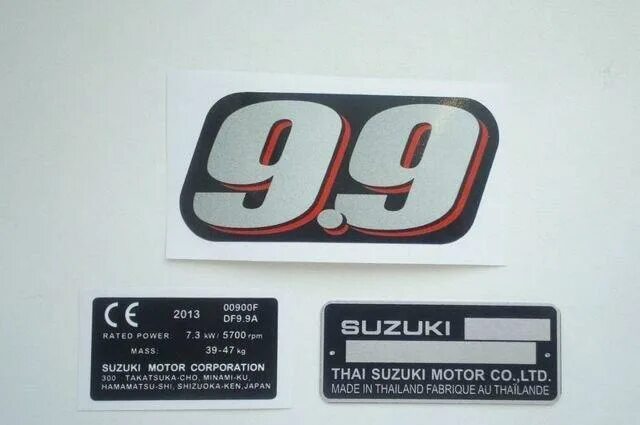 9.9
CE 2013 00900F
DF9.9A
RATED POWER: 7.3 kW/ 5700 rpm
MASS: 39-47 kg
SUZUKI MOTOR CORPORATION
300 TAKATSUKA-CHO, MINAMI-KU,
HAMAMATSU-SHI, SHIZUOKA-KEN, JAPAN
SUZUKI
THAI SUZUKI MOTOR CO.,LTD.
MADE IN THAILAND FABRIQUE AU THAÏLANDE